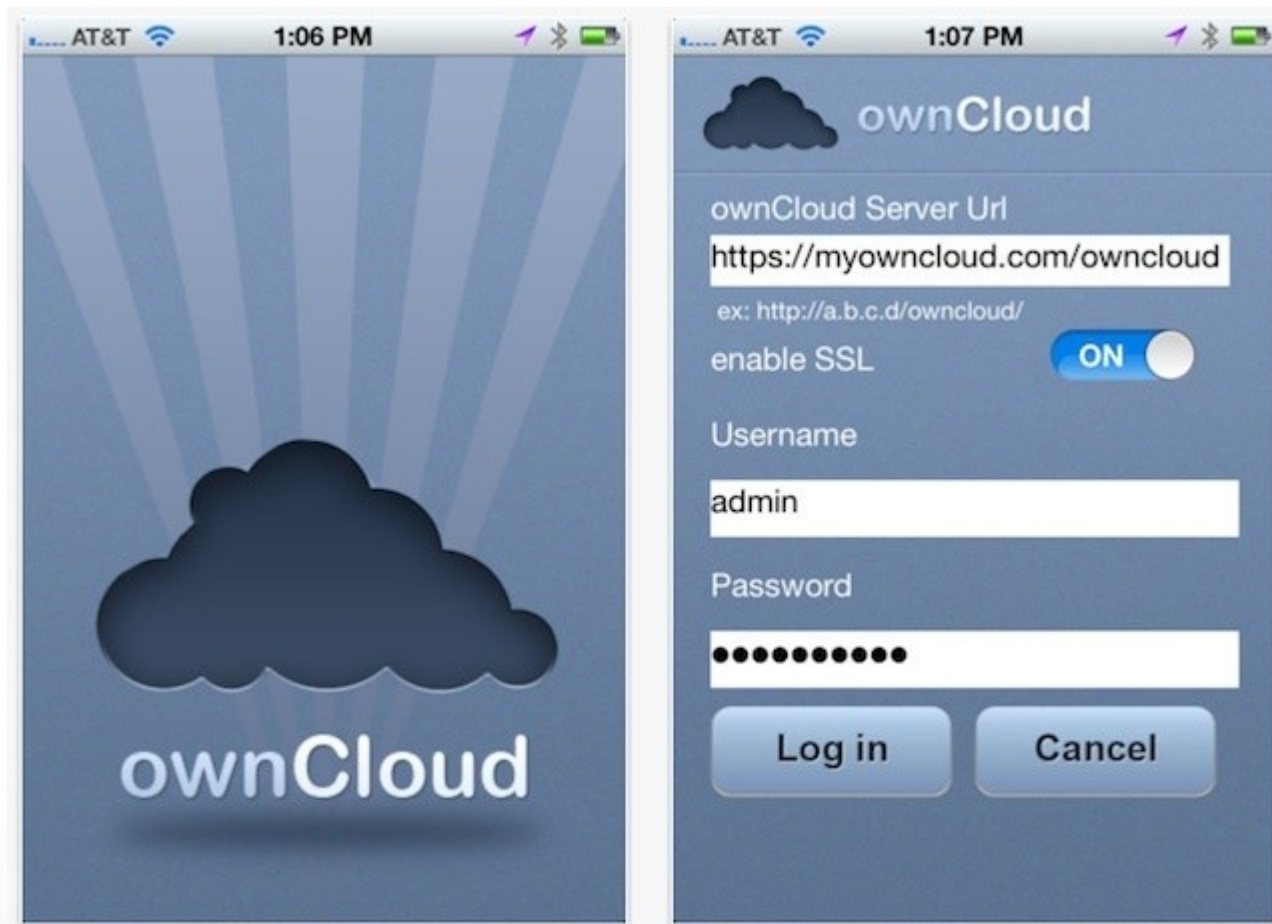 AT&T 1:06 PM
ownCloud
AT&T 1:07 PM
ownCloud
ownCloud Server Url
https://myowncloud.com/owncloud
ex: http://a.b.c.d/owncloud/
enable SSL ON
Username
admin
Password
●●●●●●●●●●
Log in Cancel